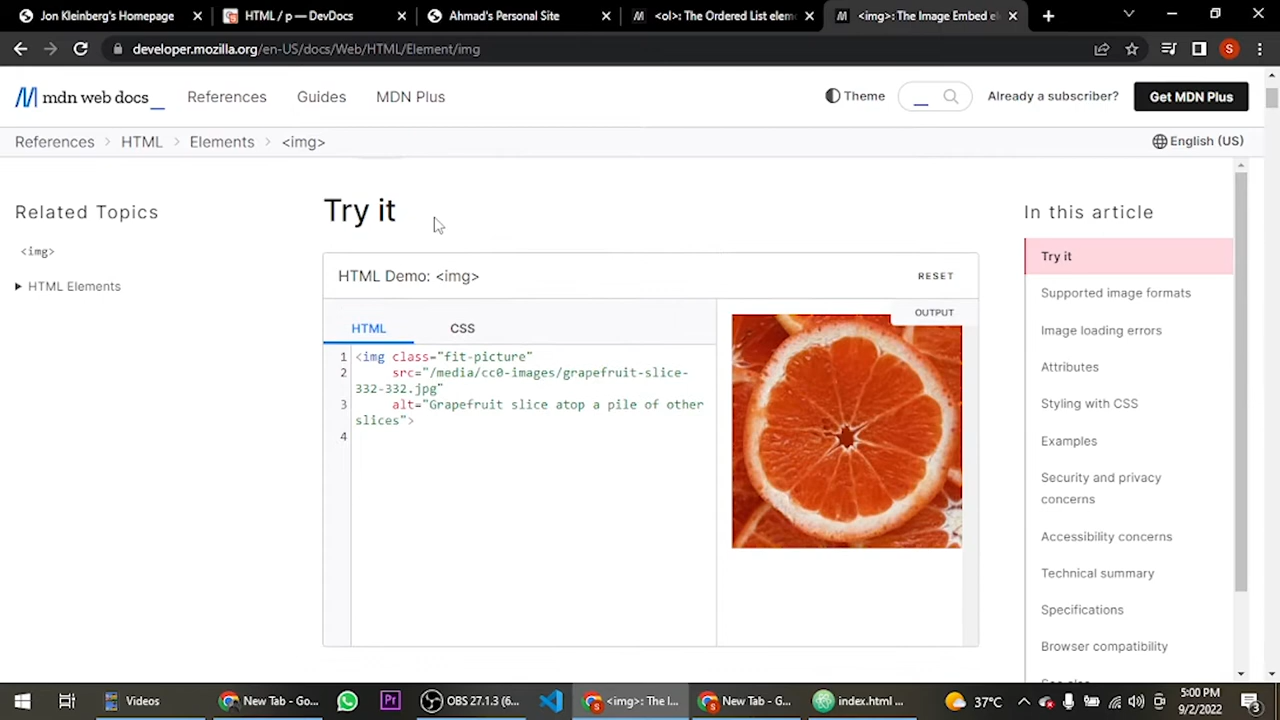 Jon Kleinberg's Homepage
HTML / p — DevDocs
Ahmad's Personal Site
<ol>: The Ordered List elem
<img>: The Image Embed el
developer.mozilla.org/en-US/docs/Web/HTML/Element/img
S
mdn web docs_
References
Guides
MDN Plus
Theme
Already a subscriber?
Get MDN Plus
References > HTML > Elements > <img>
English (US)
Related Topics
<img>
HTML Elements
Try it
HTML Demo: <img>
RESET
HTML
CSS
OUTPUT
1 <img class="fit-picture"
2 src="/media/cc0-images/grapefruit-slice-
332-332.jpg"
3 alt="Grapefruit slice atop a pile of other
slices">
4
In this article
Try it
Supported image formats
Image loading errors
Attributes
Styling with CSS
Examples
Security and privacy
concerns
Accessibility concerns
Technical summary
Specifications
Browser compatibility
Videos
New Tab - Go...
Pr
OBS 27.1.3 (6...
<img>: The I...
New Tab - Go...
index.html ...
37°C
5:00 PM
9/2/2022
3